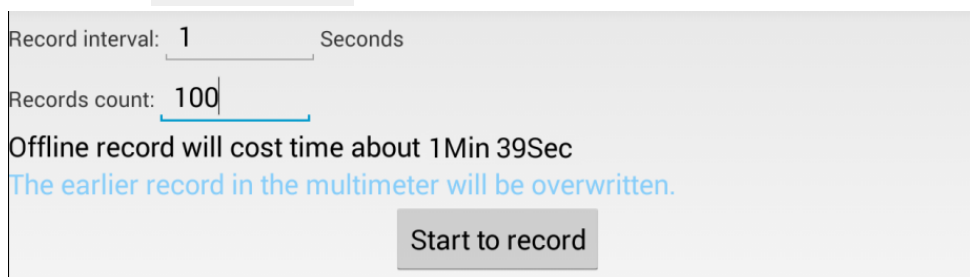 Record interval: 1 Seconds
Records count: 100
Offline record will cost time about 1Min 39Sec
The earlier record in the multimeter will be overwritten.
Start to record